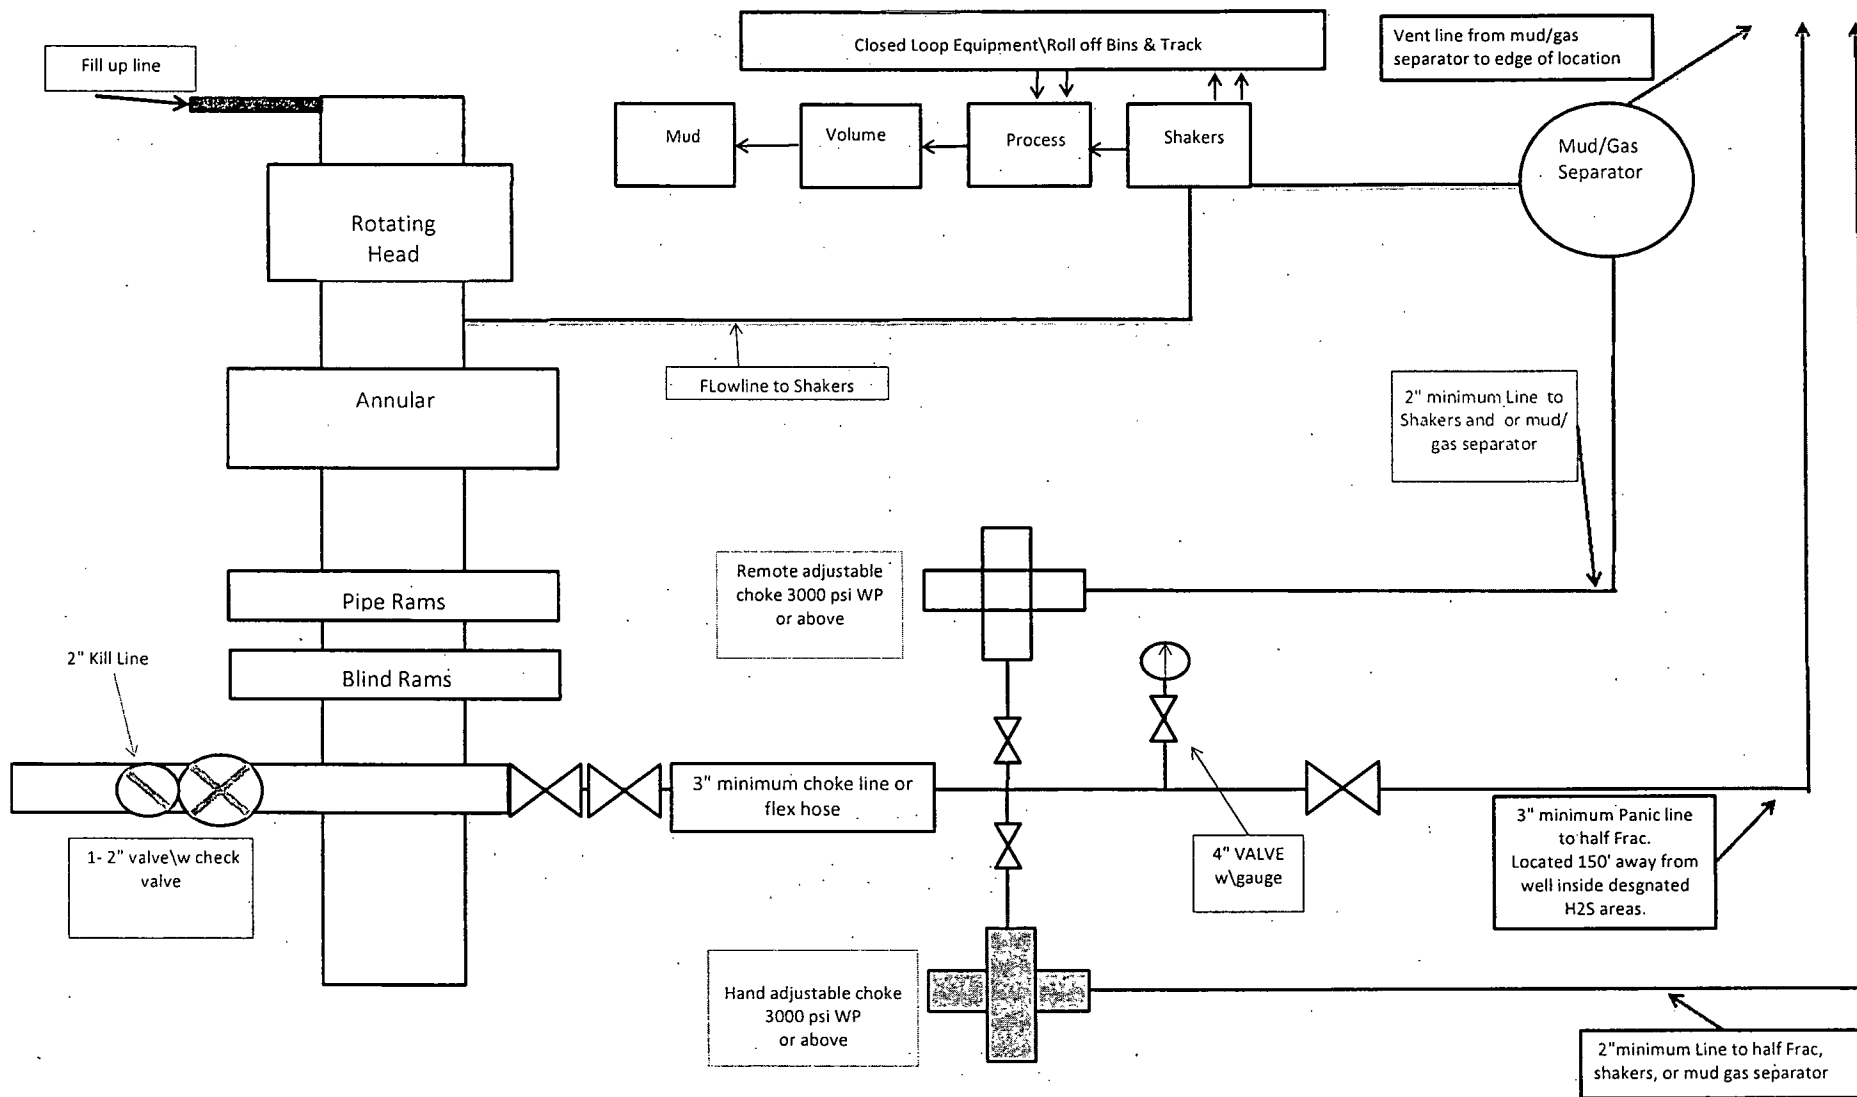 Fill up line
Closed Loop Equipment\Roll off Bins & Track
Vent line from mud/gas
separator to edge of location
Mud
Volume
Process
Shakers
Mud/Gas
Separator
Rotating
Head
FLowline to Shakers
Annular
2" minimum Line to
Shakers and or mud/
gas separator
Remote adjustable
choke 3000 psi WP
or above
Pipe Rams
2" Kill Line
Blind Rams
3" minimum choke line or
flex hose
1- 2" valve\w check
valve
4" VALVE
w\gauge
3" minimum Panic line
to half Frac.
Located 150' away from
well inside desgnated
H2S areas.
Hand adjustable choke
3000 psi WP
or above
2"minimum Line to half Frac,
shakers, or mud gas separator